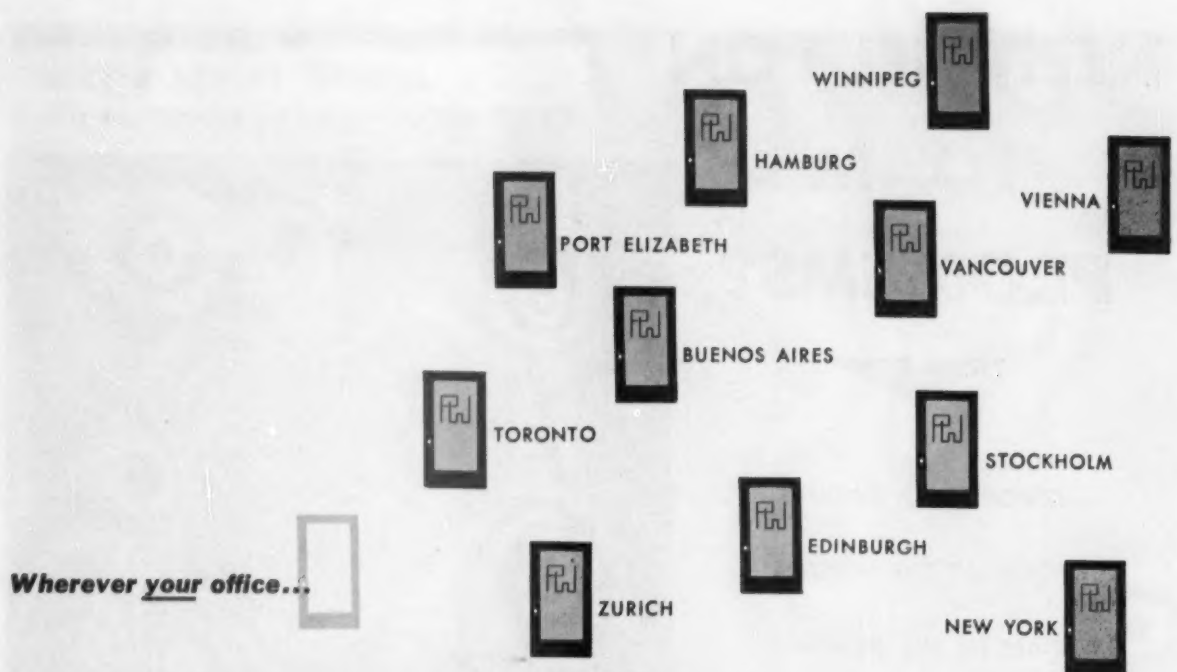 WINNIPEG
HAMBURG
VIENNA
PORT ELIZABETH
VANCOUVER
BUENOS AIRES
TORONTO
STOCKHOLM
EDINBURGH
Wherever your office...
ZURICH
NEW YORK